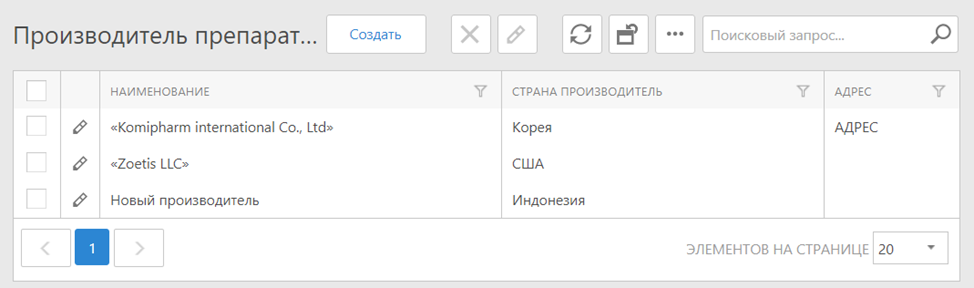 Производитель препарат... Создать Поисковый запрос...
НАИМЕНОВАНИЕ СТРАНА ПРОИЗВОДИТЕЛЬ АДРЕС
«Komipharm international Co., Ltd» Корея АДРЕС
«Zoetis LLC» США
Новый производитель Индонезия
1 ЭЛЕМЕНТОВ НА СТРАНИЦЕ 20